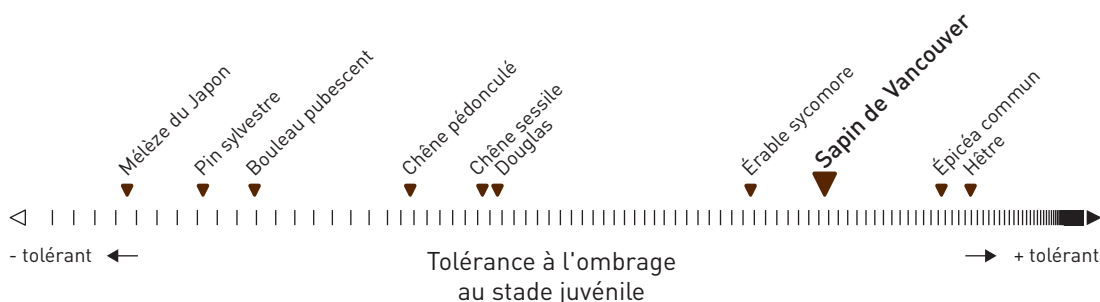 Mélèze du Japon
Pin sylvestre
Bouleau pubescent
Chêne pédonculé
Chêne sessile
Douglas
Érable sycomore
Sapin de Vancouver
Épicéa commun
Hêtre
- tolérant
+ tolérant
Tolérance à l'ombrage
au stade juvénile